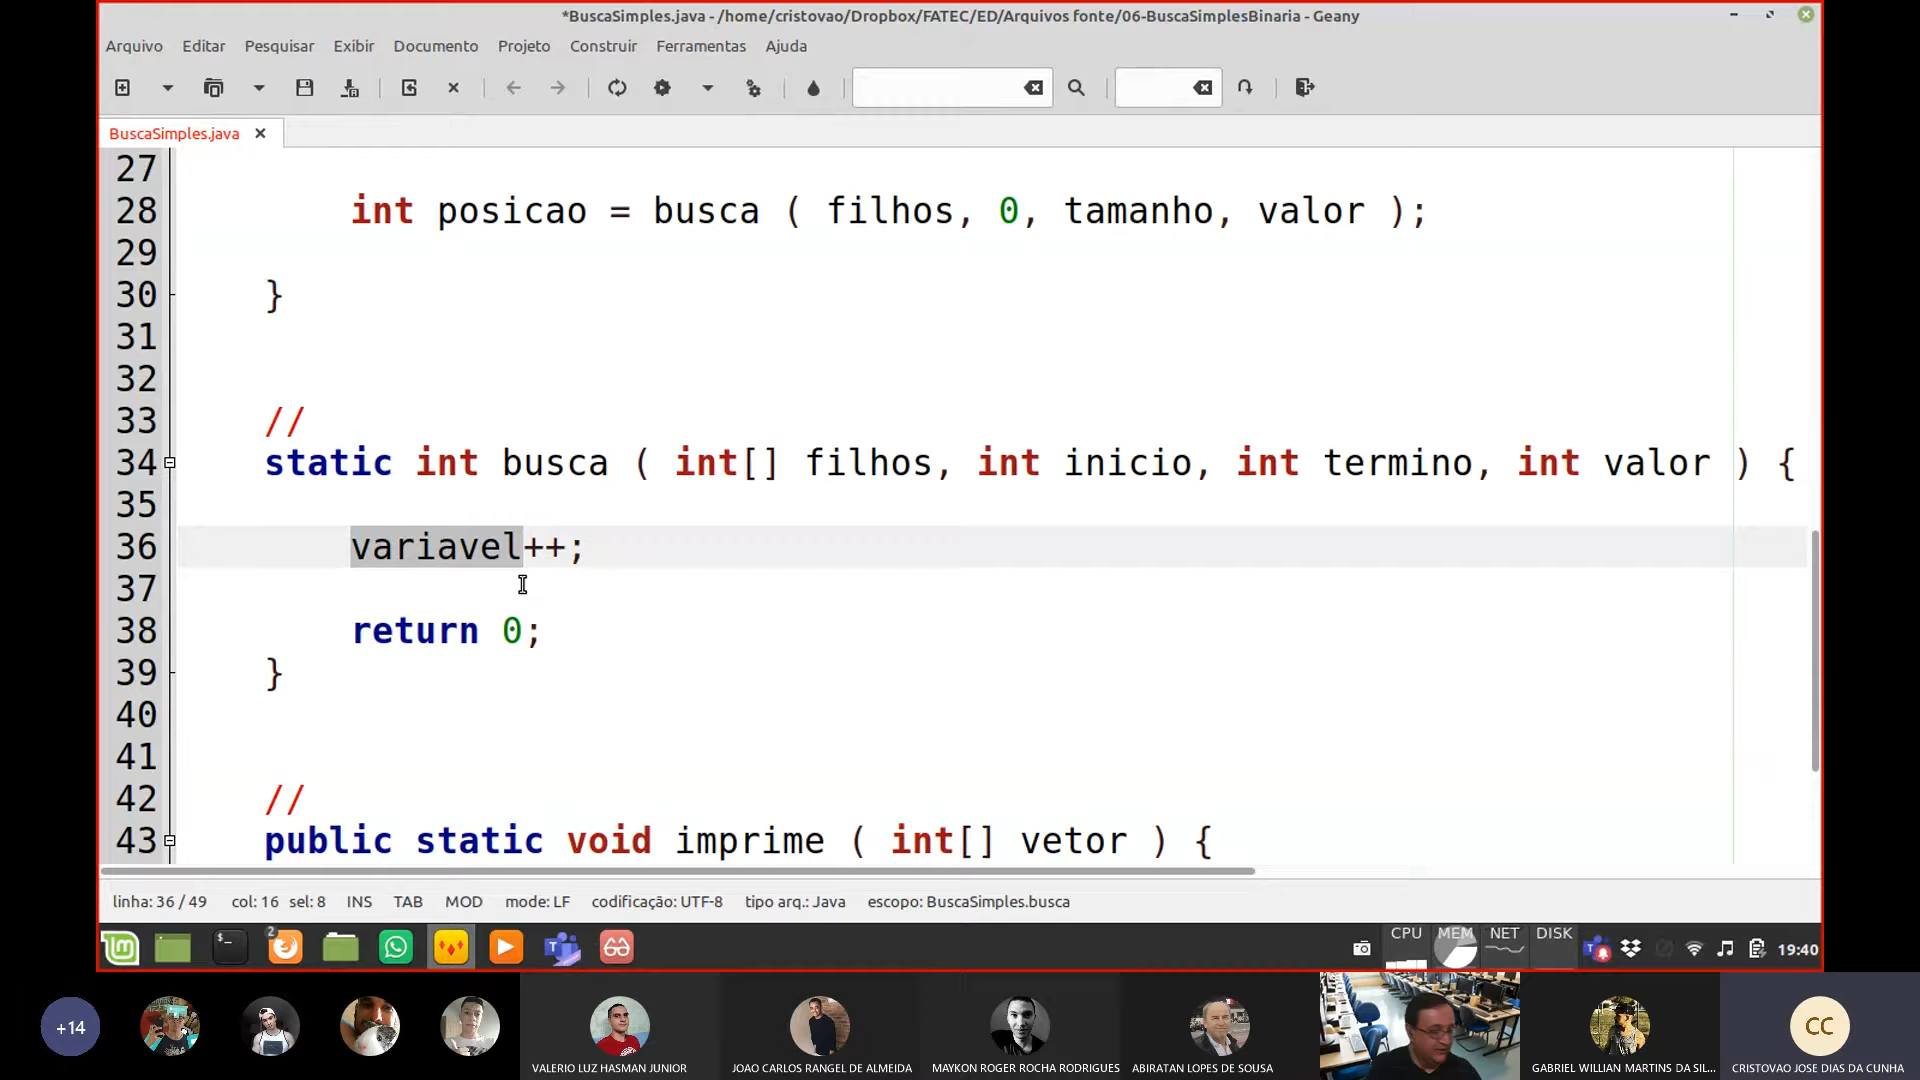 *BuscaSimples.java - /home/cristovao/Dropbox/FATEC/ED/Arquivos fonte/06-BuscaSimplesBinaria - Geany
Arquivo Editar Pesquisar Exibir Documento Projeto Construir Ferramentas Ajuda
BuscaSimples.java
27
28 int posicao = busca ( filhos, 0, tamanho, valor );
29
30 }
31
32
33 //
34 static int busca ( int[] filhos, int inicio, int termino, int valor ) {
35
36 variavel++;
37
38 return 0;
39 }
40
41
42 //
43 public static void imprime ( int[] vetor ) {
linha: 36 / 49 col: 16 sel: 8 INS TAB MOD mode: LF codificação: UTF-8 tipo arq.: Java escopo: BuscaSimples.busca
2 CPU MEM NET DISK 19:40
+14 CC
VALERIO LUZ HASMAN JUNIOR JOAO CARLOS RANGEL DE ALMEIDA MAYKON ROGER ROCHA RODRIGUES ABIRATAN LOPES DE SOUSA GABRIEL WILLIAN MARTINS DA SIL... CRISTOVAO JOSE DIAS DA CUNHA